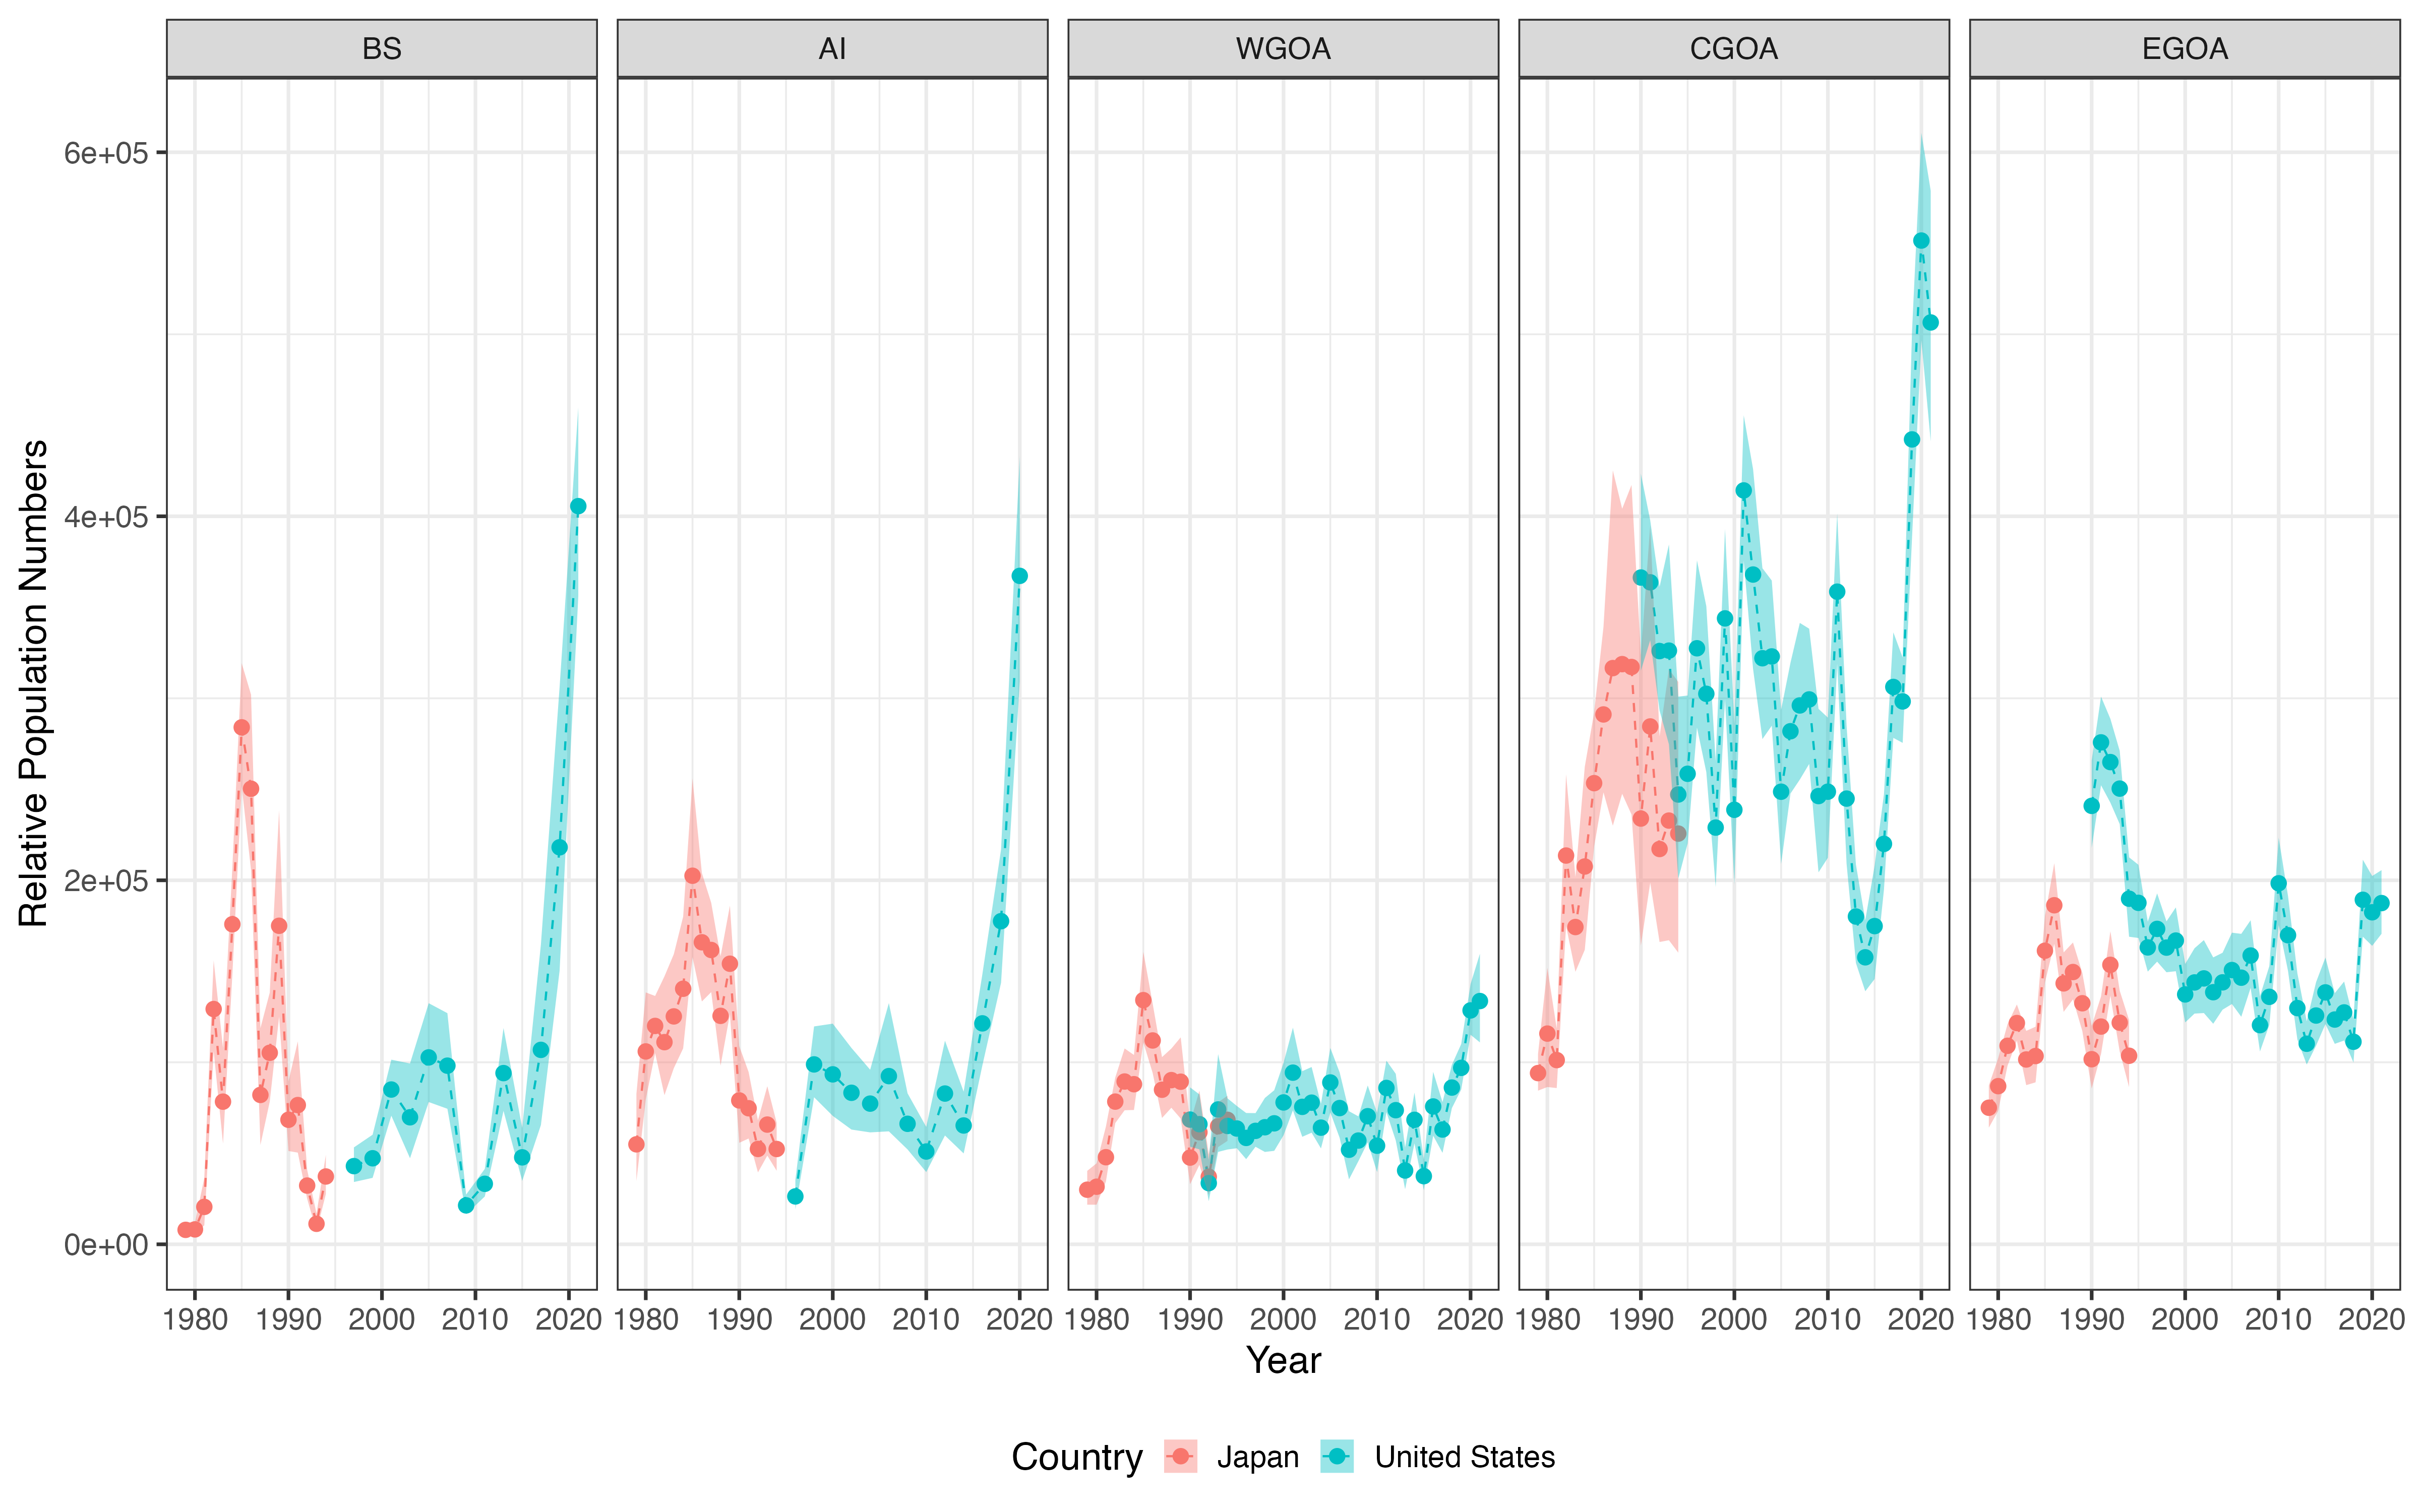 BS AI WGOA CGOA EGOA
Relative Population Numbers
6e+05
4e+05
2e+05
0e+00
1980 1990 2000 2010 2020 1980 1990 2000 2010 2020 1980 1990 2000 2010 2020 1980 1990 2000 2010 2020 1980 1990 2000 2010 2020
Year
Country Japan United States